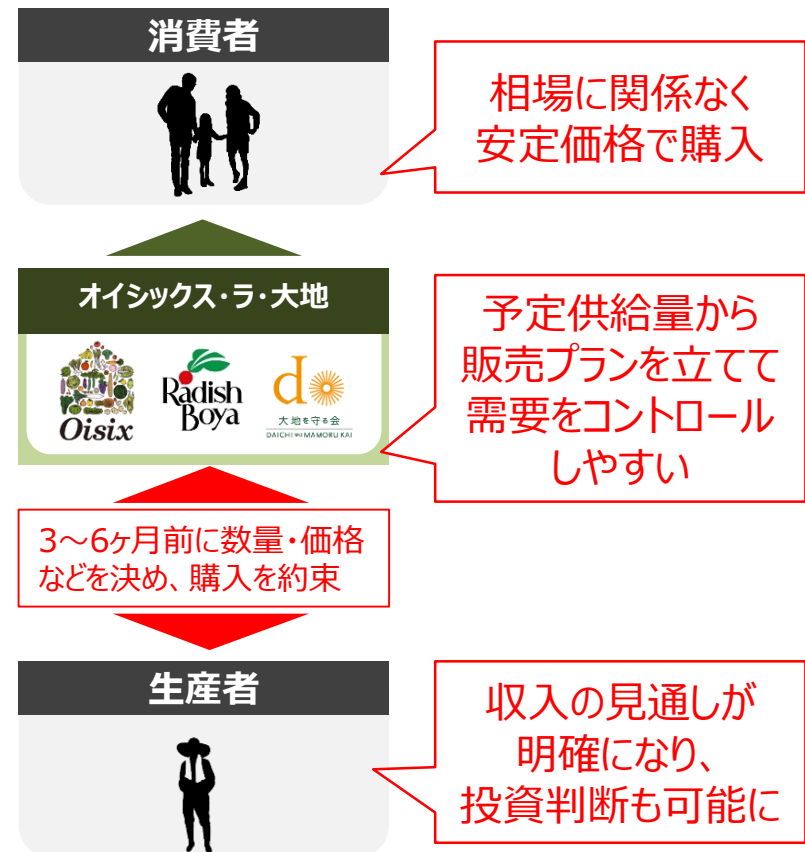 消費者
相場に関係なく
安定価格で購入
オイシックス・ラ・大地
予定供給量から
販売プランを立てて
需要をコントロール
しやすい
Oisix
Radish
Boya
do
大地を守る会
DAICHI WO MAMORU KAI
3～6ヶ月前に数量・価格
などを決め、購入を約束
生産者
収入の見通しが
明確になり、
投資判断も可能に